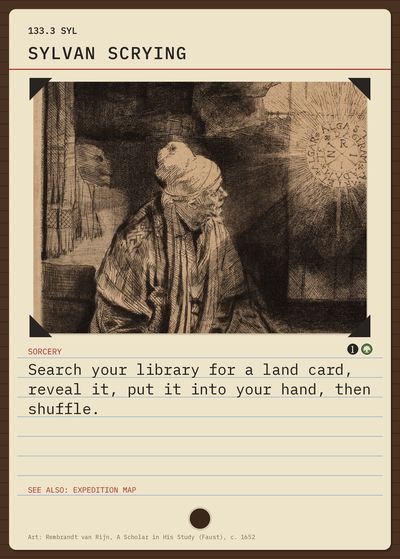 133.3 SYL
SYLVAN SCRYING
SORCERY
1
Search your library for a land card,
reveal it, put it into your hand, then
shuffle.
SEE ALSO: EXPEDITION MAP
Art: Rembrandt van Rijn, A Scholar in His Study (Faust), c. 1652